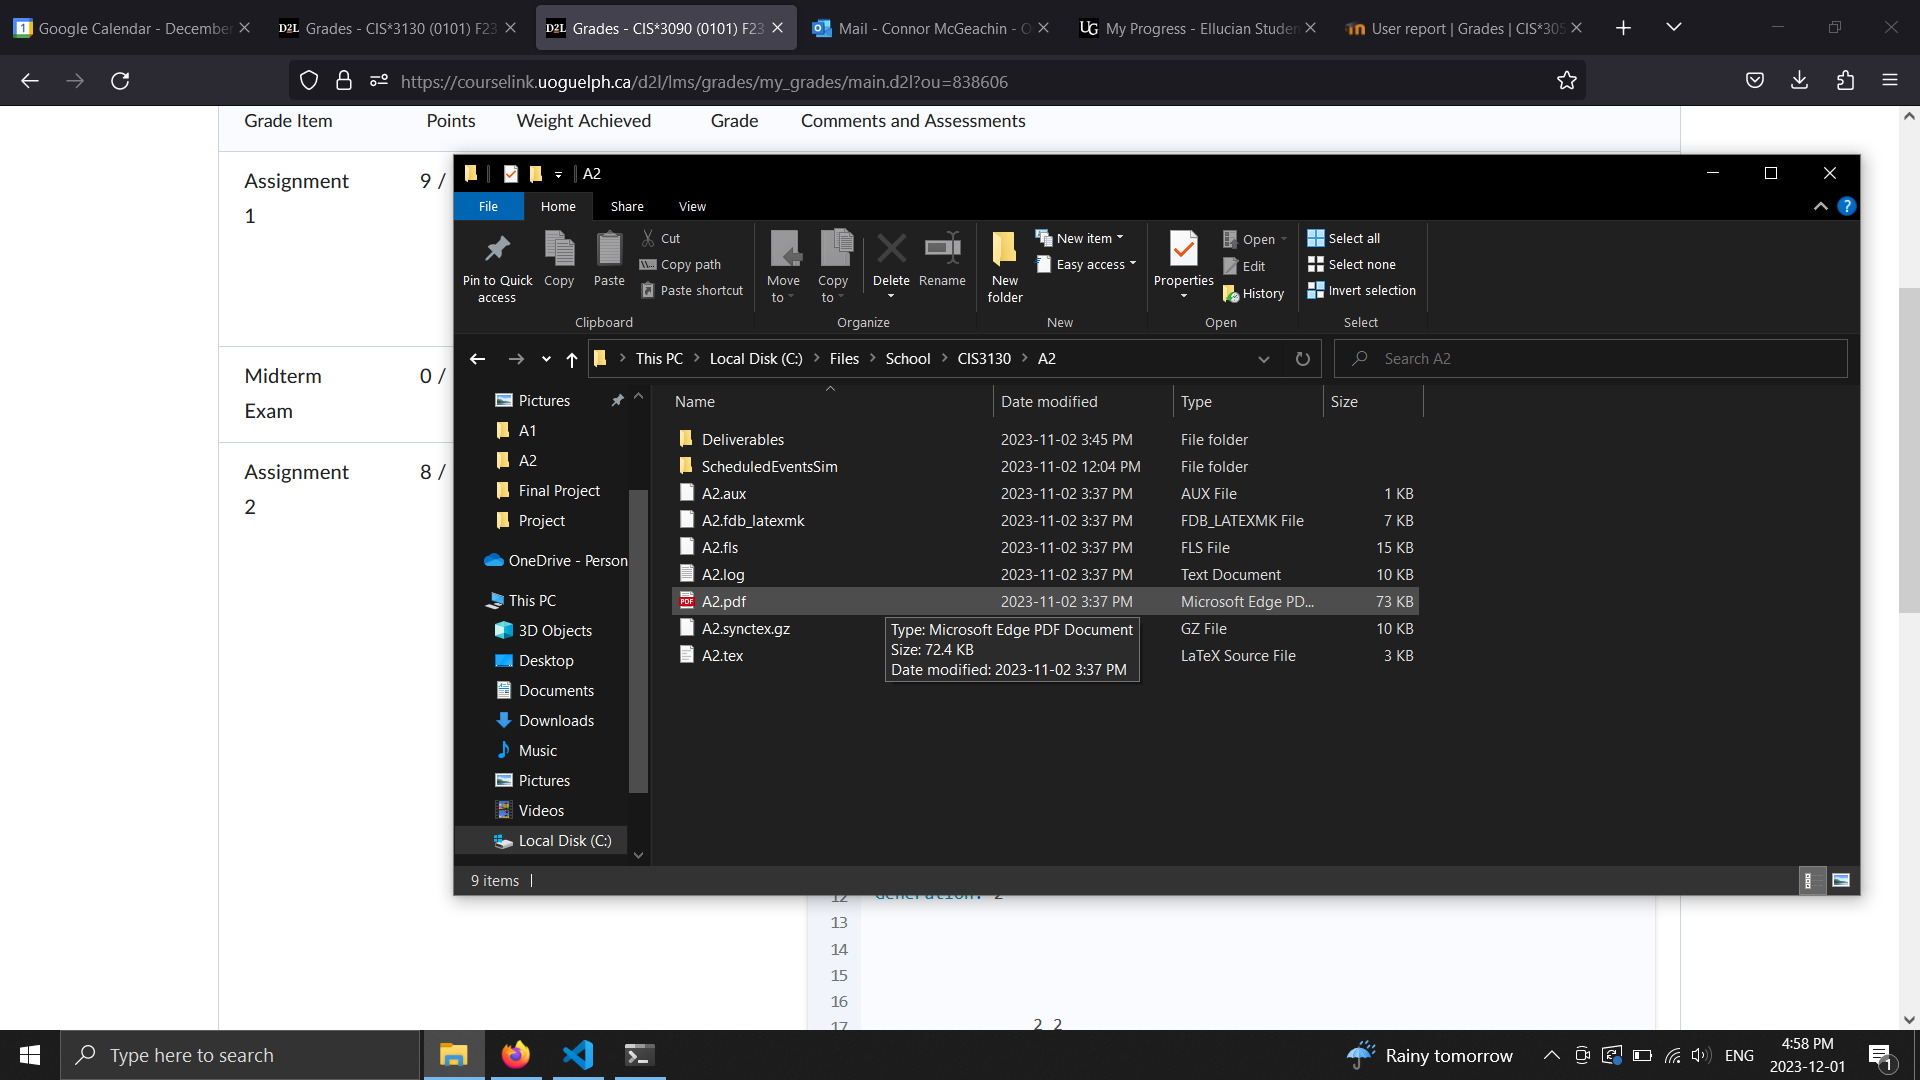 Google Calendar - December
D2L Grades - CIS*3130 (0101) F23
D2L Grades - CIS*3090 (0101) F23
Mail - Connor McGeachin - O
UG My Progress - Ellucian Studen
User report | Grades | CIS*305
https://courselink.uoguelph.ca/d2l/lms/grades/my_grades/main.d2l?ou=838606
Grade Item Points Weight Achieved Grade Comments and Assessments
Assignment 9 /
1
Midterm 0 /
Exam
Assignment 8 /
2
A2
File Home Share View
Pin to Quick
access
Copy
Paste
Cut
Copy path
Paste shortcut
Clipboard
Move
to
Copy
to
Delete
Rename
Organize
New
folder
New item
Easy access
New
Properties
Open
Edit
History
Open
Select all
Select none
Invert selection
Select
This PC Local Disk (C:) Files School CIS3130 A2
Search A2
Pictures
A1
A2
Final Project
Project
OneDrive - Person
This PC
3D Objects
Desktop
Documents
Downloads
Music
Pictures
Videos
Local Disk (C:)
Name Date modified Type Size
Deliverables 2023-11-02 3:45 PM File folder
ScheduledEventsSim 2023-11-02 12:04 PM File folder
A2.aux 2023-11-02 3:37 PM AUX File 1 KB
A2.fdb_latexmk 2023-11-02 3:37 PM FDB_LATEXMK File 7 KB
A2.fls 2023-11-02 3:37 PM FLS File 15 KB
A2.log 2023-11-02 3:37 PM Text Document 10 KB
PDF A2.pdf 2023-11-02 3:37 PM Microsoft Edge PD... 73 KB
A2.synctex.gz GZ File 10 KB
A2.tex LaTeX Source File 3 KB
Type: Microsoft Edge PDF Document
Size: 72.4 KB
Date modified: 2023-11-02 3:37 PM
9 items
12 Generation: 2
13
14
15
16
17 2 2
Type here to search
Rainy tomorrow
ENG
4:58 PM
2023-12-01
1